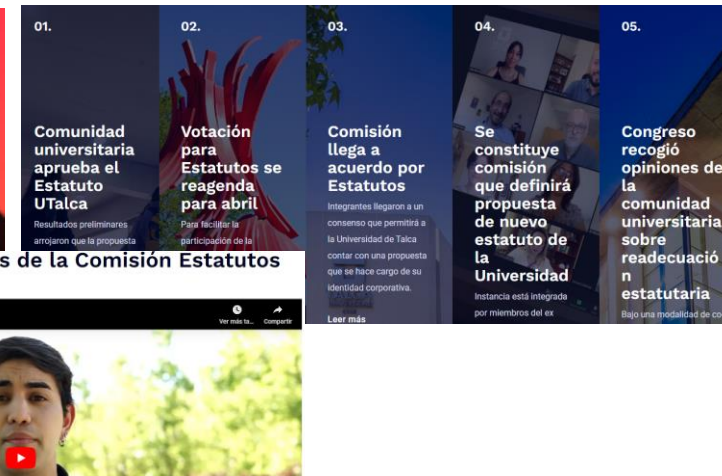 01.
Comunidad
universitaria
aprueba el
Estatuto
UTalca
Resultados preliminares
arrojaron que la propuesta
02.
Votación
para
Estatutos se
reagenda
para abril
Para facilitar la
participación de la
03.
Comisión
llega a
acuerdo por
Estatutos
Integrantes llegaron a un
consenso que permitirá a
la Universidad de Talca
contar con una propuesta
que se hace cargo de su
identidad corporativa.
Leer más
04.
Se
constituye
comisión
que definirá
propuesta
de nuevo
estatuto de
la
Universidad
Instancia está integrada
por miembros del ex
05.
Congreso
recogió
opiniones de
la
comunidad
universitaria
sobre
readecuació
n
estatutaria
Bajo una modalidad de co
s de la Comisión Estatutos
Ver más ta...
Compartir